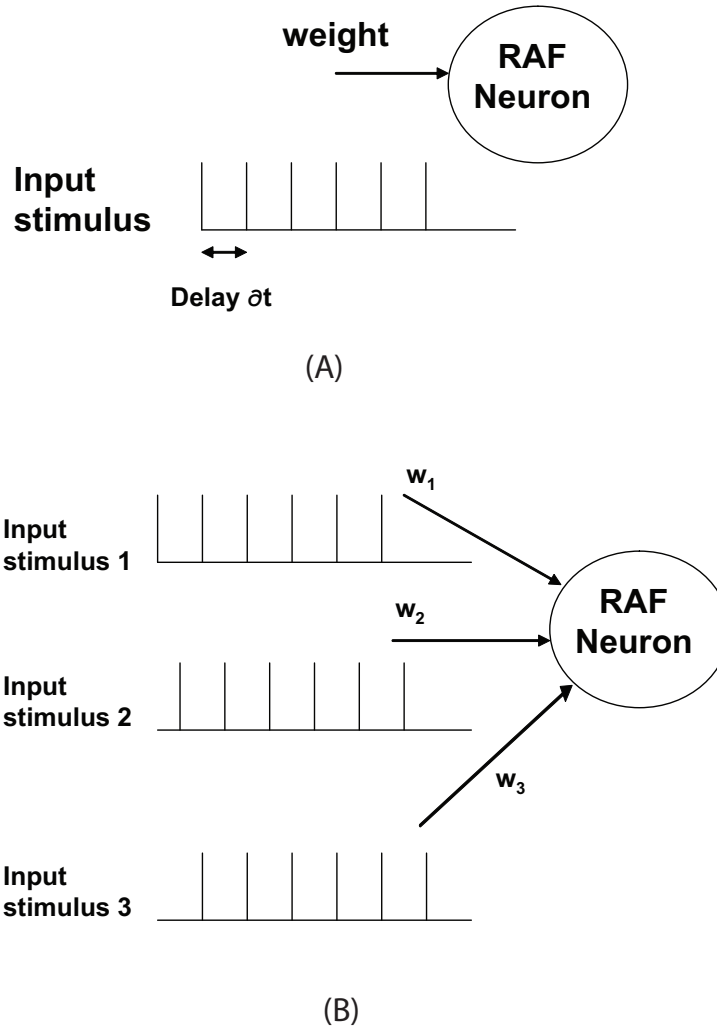 weight
RAF
Neuron
Input
stimulus
Delay ∂t
(A)
w₁
Input
stimulus 1
RAF
Neuron
w₂
Input
stimulus 2
w₃
Input
stimulus 3
(B)